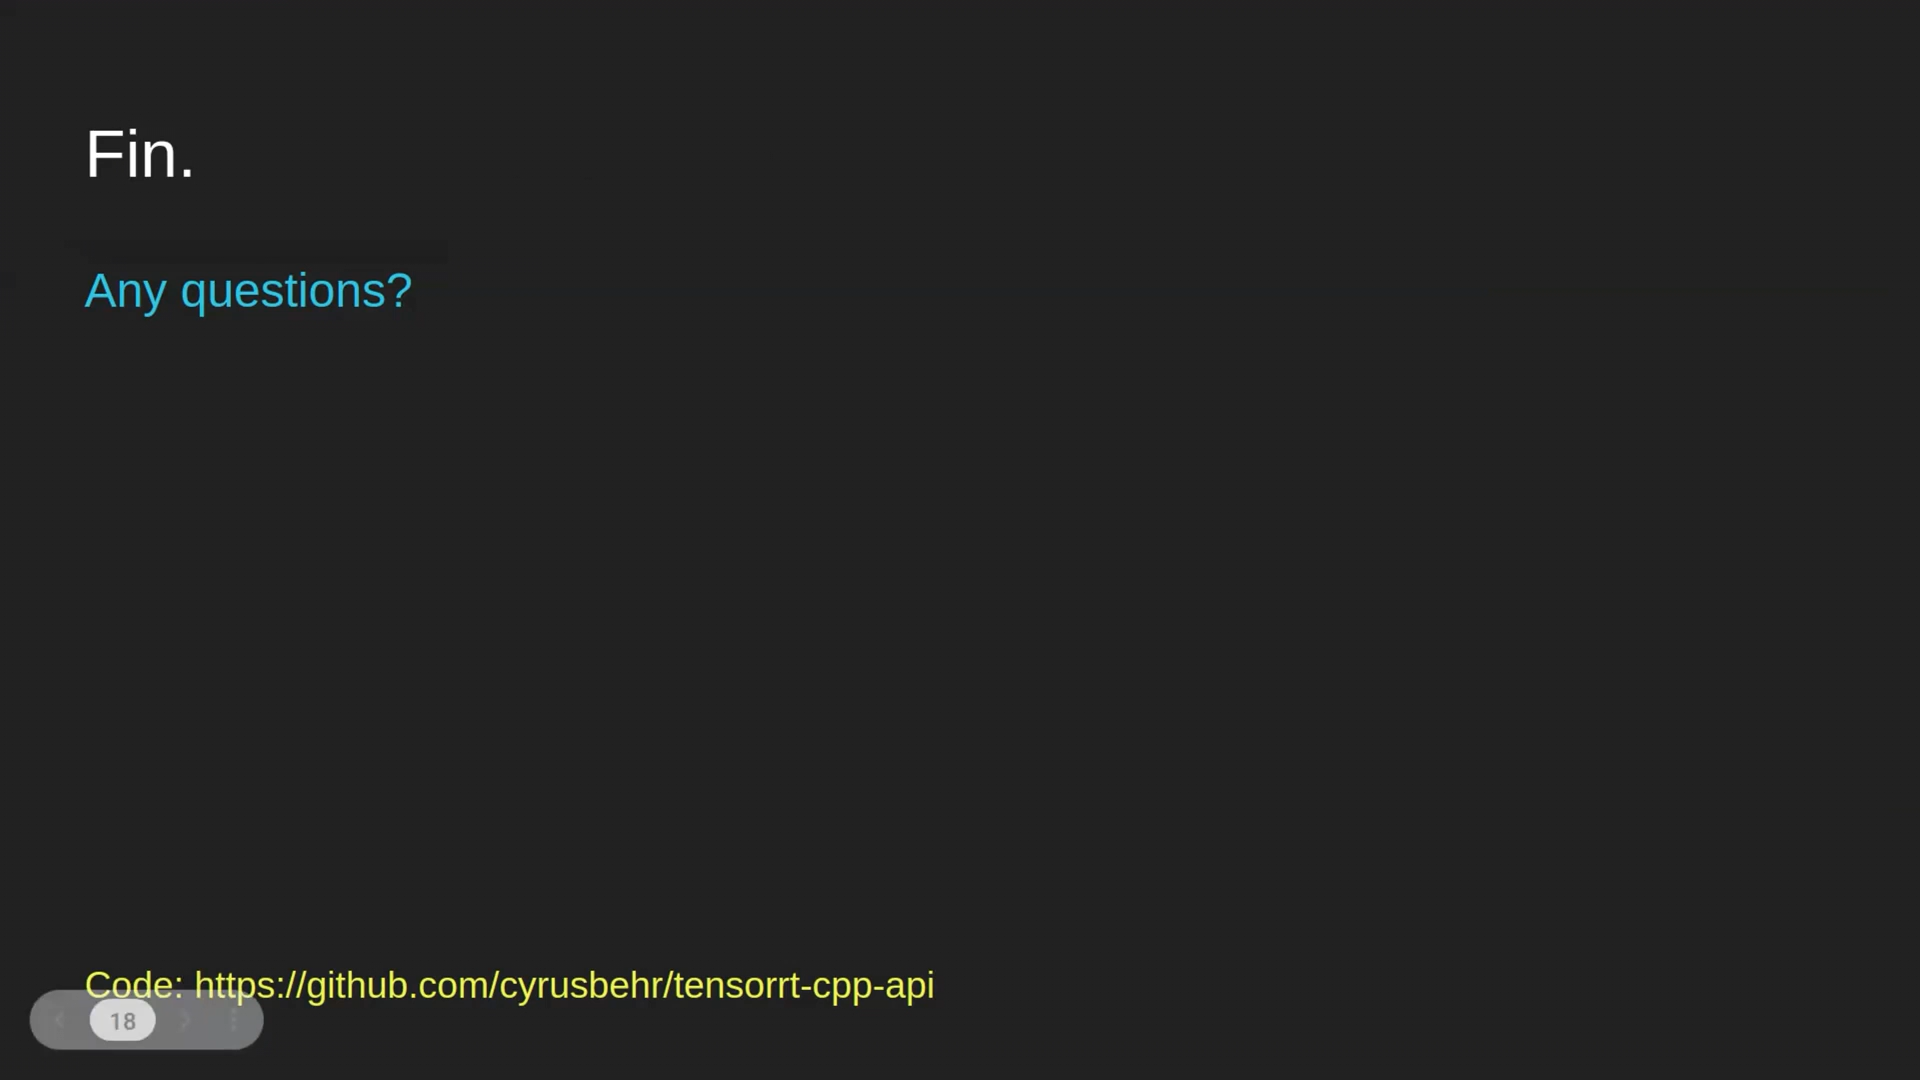 Fin.
Any questions?
Code: https://github.com/cyrusbehr/tensorrt-cpp-api
18